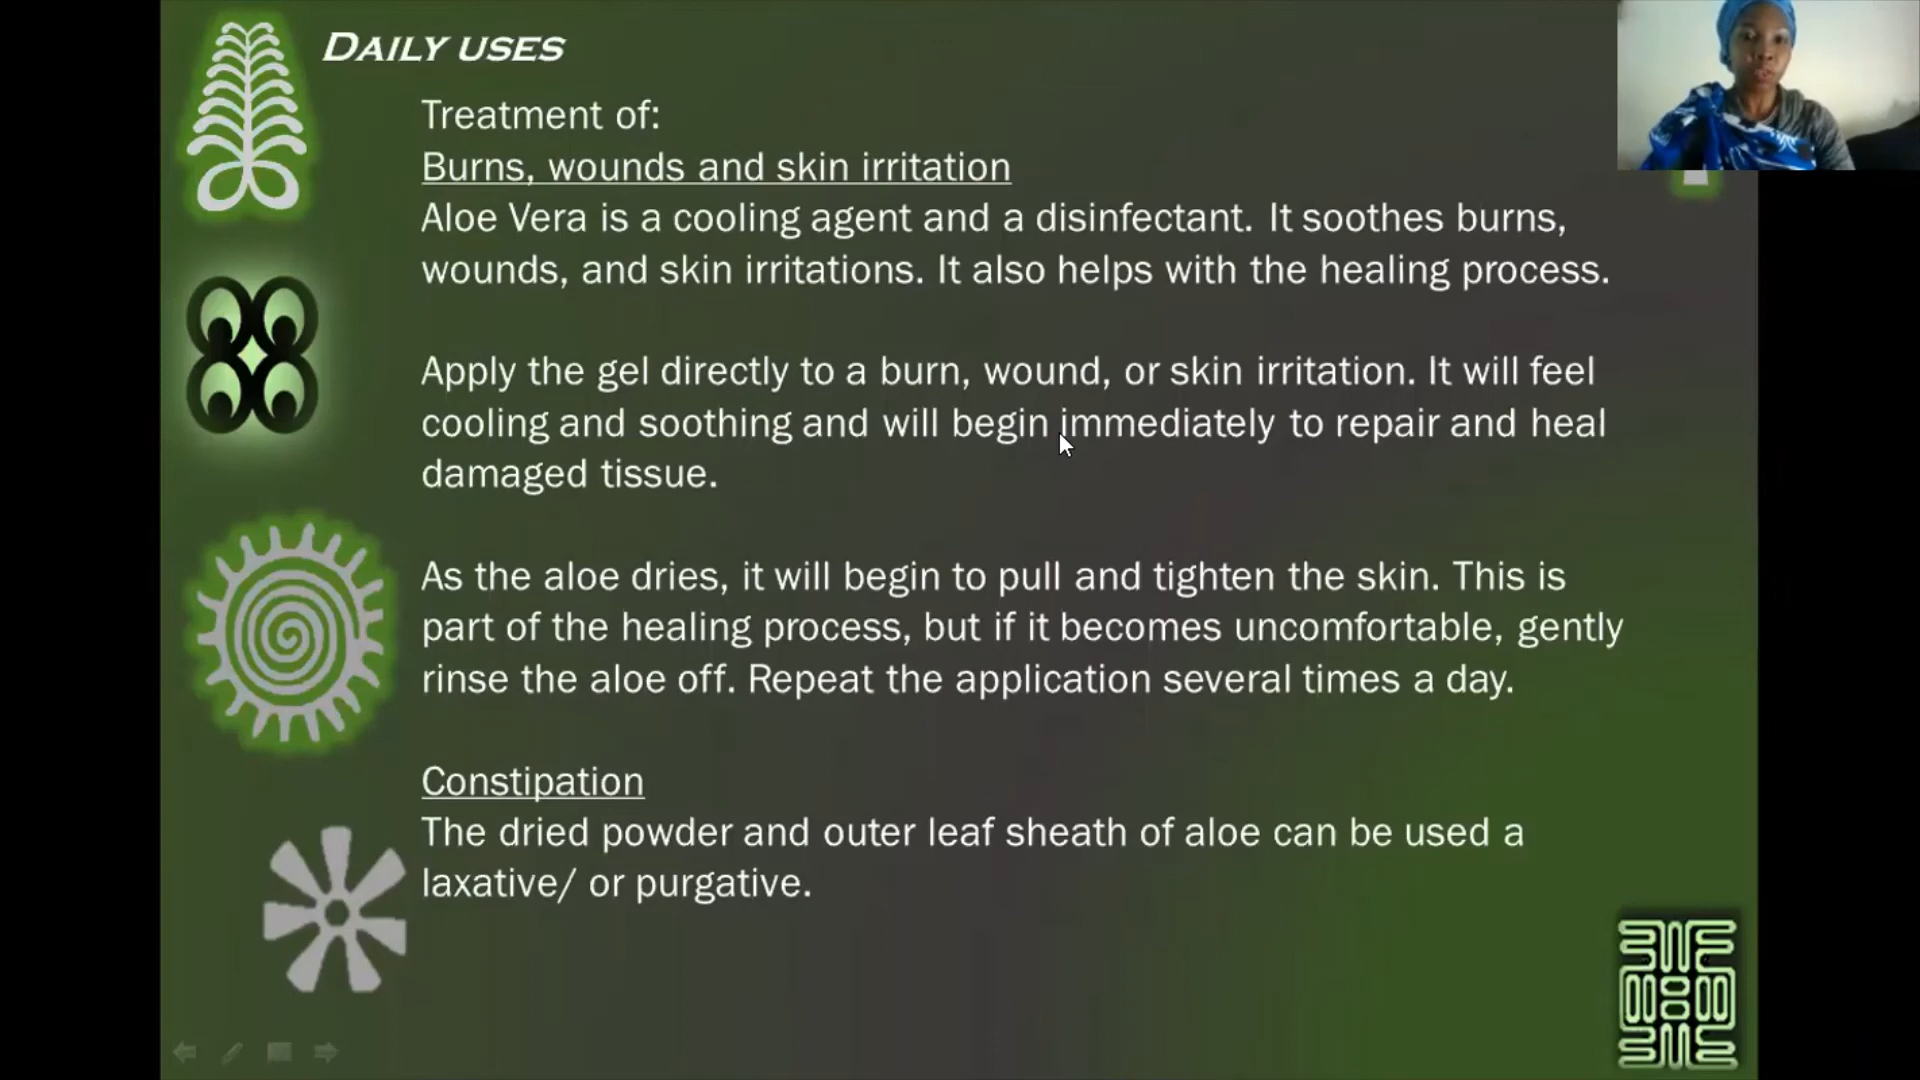 DAILY USES
Treatment of:
Burns, wounds and skin irritation
Aloe Vera is a cooling agent and a disinfectant. It soothes burns,
wounds, and skin irritations. It also helps with the healing process.
Apply the gel directly to a burn, wound, or skin irritation. It will feel
cooling and soothing and will begin immediately to repair and heal
damaged tissue.
As the aloe dries, it will begin to pull and tighten the skin. This is
part of the healing process, but if it becomes uncomfortable, gently
rinse the aloe off. Repeat the application several times a day.
Constipation
The dried powder and outer leaf sheath of aloe can be used a
laxative/ or purgative.